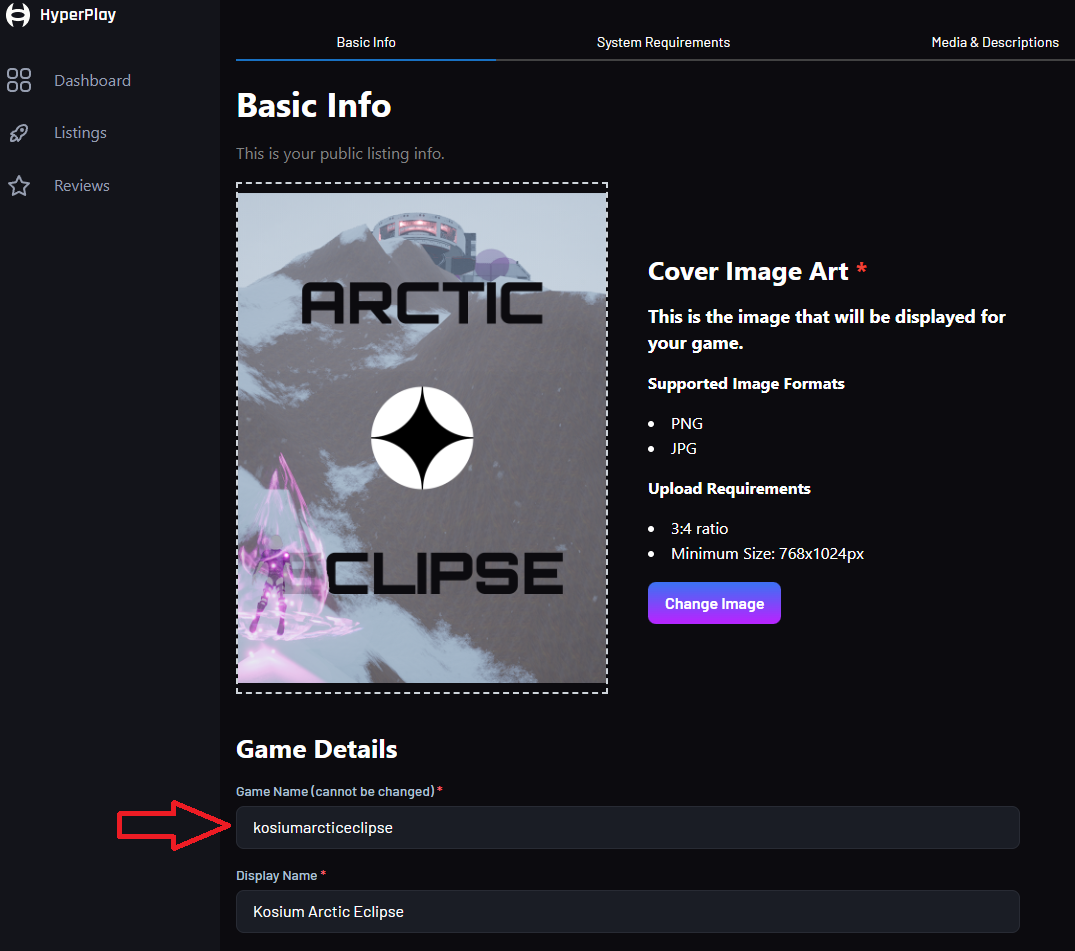 HyperPlay
Dashboard
Listings
Reviews
Basic Info
System Requirements
Media & Descriptions
Basic Info
This is your public listing info.
ARCTIC
ECLIPSE
Cover Image Art *
This is the image that will be displayed for
your game.
Supported Image Formats
• PNG
• JPG
Upload Requirements
• 3:4 ratio
• Minimum Size: 768x1024px
Change Image
Game Details
Game Name (cannot be changed) *
kosiumarcticeclipse
Display Name *
Kosium Arctic Eclipse